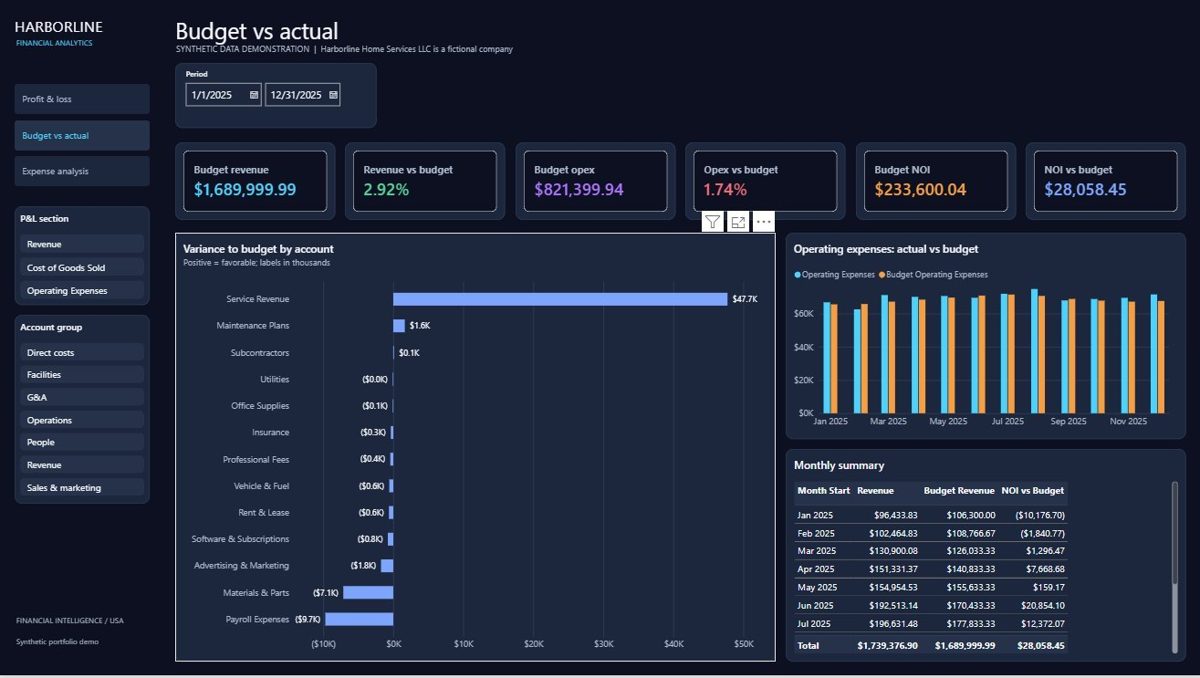 HARBORLINE
FINANCIAL ANALYTICS
Profit & loss
Budget vs actual
Expense analysis
P&L section
Revenue
Cost of Goods Sold
Operating Expenses
Account group
Direct costs
Facilities
G&A
Operations
People
Revenue
Sales & marketing
FINANCIAL INTELLIGENCE / USA
Synthetic portfolio demo
Budget vs actual
SYNTHETIC DATA DEMONSTRATION | Harborline Home Services LLC is a fictional company
Period
1/1/2025 12/31/2025
Budget revenue
$1,689,999.99
Revenue vs budget
2.92%
Budget opex
$821,399.94
Opex vs budget
1.74%
Budget NOI
$233,600.04
NOI vs budget
$28,058.45
Variance to budget by account
Positive = favorable; labels in thousands
Service Revenue $47.7K
Maintenance Plans $1.6K
Subcontractors $0.1K
Utilities ($0.0K)
Office Supplies ($0.1K)
Insurance ($0.3K)
Professional Fees ($0.4K)
Vehicle & Fuel ($0.6K)
Rent & Lease ($0.6K)
Software & Subscriptions ($0.8K)
Advertising & Marketing ($1.8K)
Materials & Parts ($7.1K)
Payroll Expenses ($9.7K)
($10K) $0K $10K $20K $30K $40K $50K
Operating expenses: actual vs budget
Operating Expenses Budget Operating Expenses
$60K
$40K
$20K
$0K
Jan 2025 Mar 2025 May 2025 Jul 2025 Sep 2025 Nov 2025
Monthly summary
Month Start Revenue Budget Revenue NOI vs Budget
Jan 2025 $96,433.83 $106,300.00 ($10,176.70)
Feb 2025 $102,464.83 $108,766.67 ($1,840.77)
Mar 2025 $130,900.08 $126,033.33 $1,296.47
Apr 2025 $151,331.37 $140,833.33 $7,668.68
May 2025 $154,954.53 $155,633.33 $159.17
Jun 2025 $192,513.14 $170,433.33 $20,854.10
Jul 2025 $196,631.48 $177,833.33 $12,372.07
Total $1,739,376.90 $1,689,999.99 $28,058.45